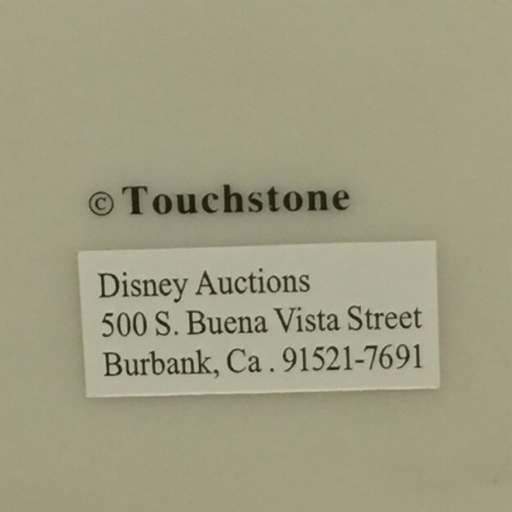 © Touchstone
Disney Auctions
500 S. Buena Vista Street
Burbank, Ca . 91521-7691